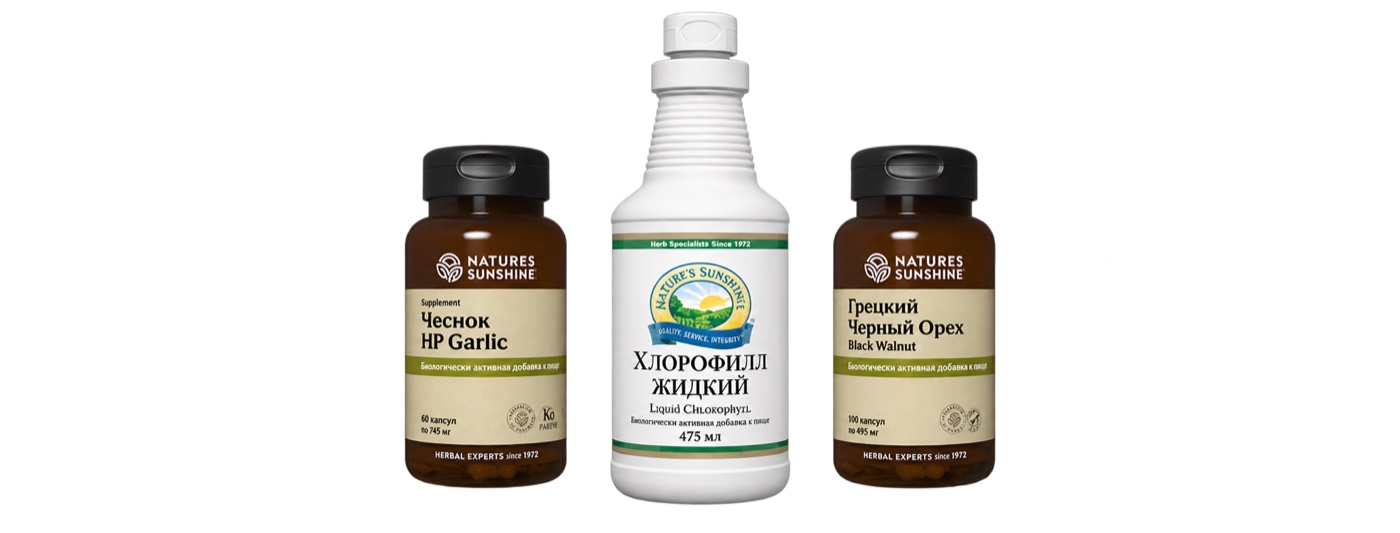 NATURES
SUNSHINE
Supplement
Чеснок
HP Garlic
Биологически активная добавка к пище
60 капсул
по 745 мг
Ko
PAREVE
HERBAL EXPERTS since 1972
Herb Specialists Since 1972
NATURE'S SUNSHINE
QUALITY, SERVICE, INTEGRITY
ХЛОРОФИЛЛ
ЖИДКИЙ
LIQUID CHLOROPHYLL
Биологически активная добавка к пище
475 мл
NATURES
SUNSHINE
Грецкий
Черный Орех
Black Walnut
Биологически активная добавка к пище
100 капсул
по 495 мг
HERBAL EXPERTS since 1972